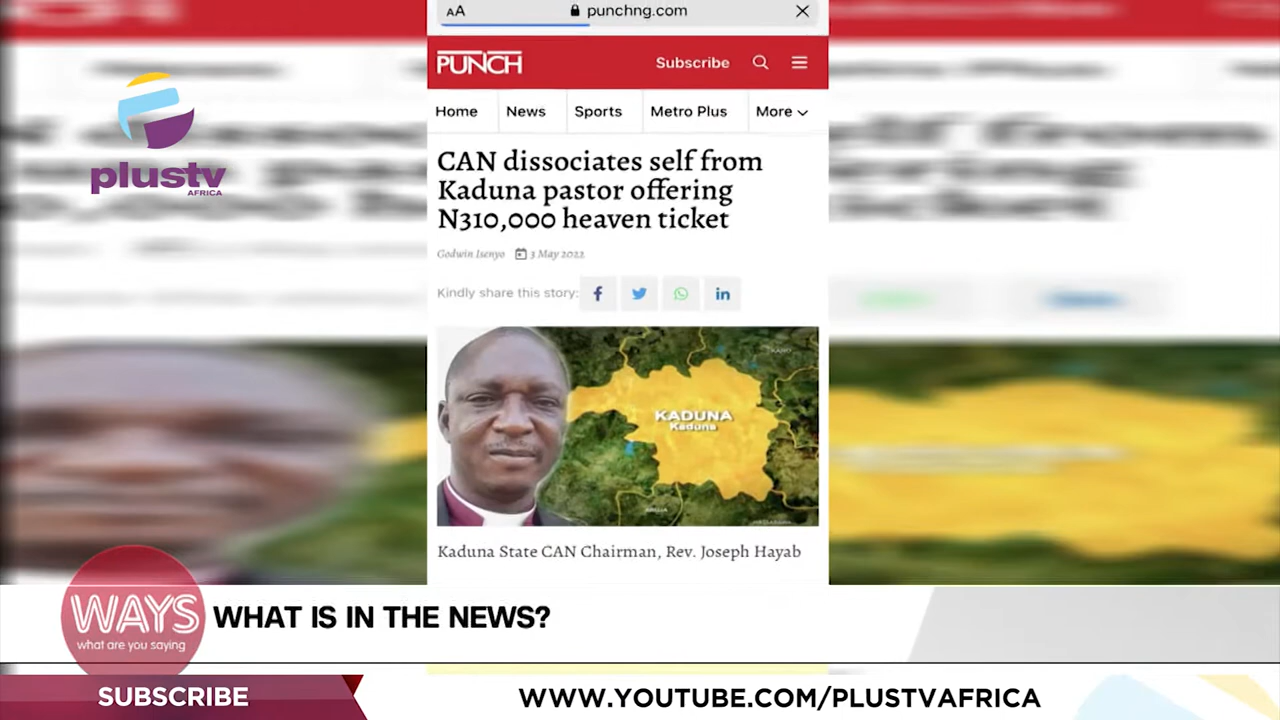 AA punchng.com
PUNCH Subscribe
Home News Sports Metro Plus More
CAN dissociates self from
Kaduna pastor offering
N310,000 heaven ticket
Godwin Isenyo 3 May 2022
Kindly share this story:
KADUNA
Kaduna
Kaduna State CAN Chairman, Rev. Joseph Hayab
plustv
AFRICA
WAYS
what are you saying
WHAT IS IN THE NEWS?
SUBSCRIBE
WWW.YOUTUBE.COM/PLUSTVAFRICA